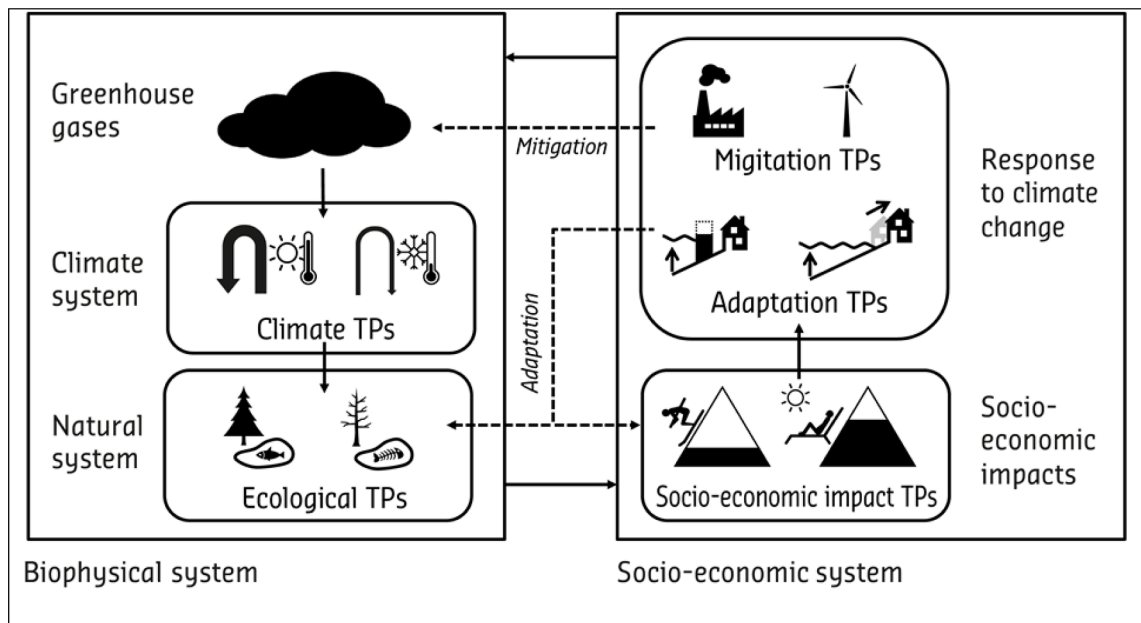 Greenhouse
gases
Mitigation
Migitation TPs
Response
to climate
change
Climate
system
Climate TPs
Adaptation
Adaptation TPs
Natural
system
Ecological TPs
Socio-economic impact TPs
Socio-
economic
impacts
Biophysical system
Socio-economic system